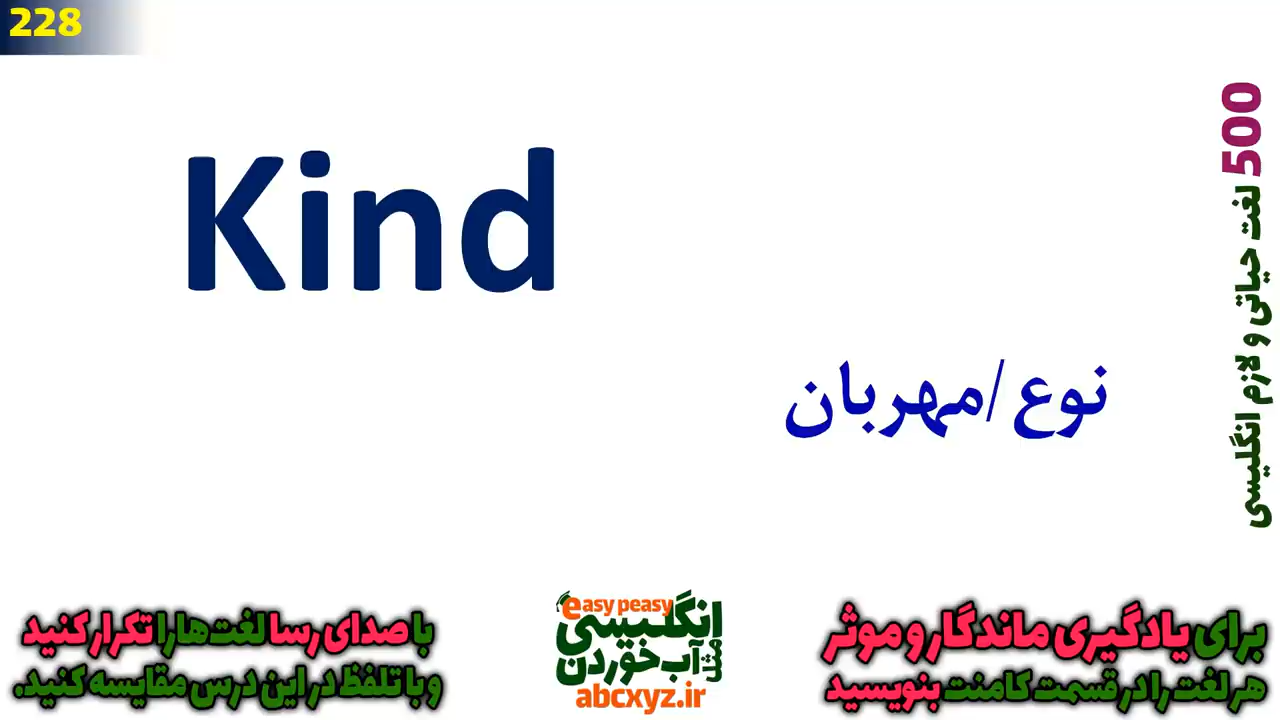 228
Kind
نوع/مهربان
500 لغت حیاتی و لازم انگلیسی
برای یادگیری ماندگار و موثر
هر لغت را در قسمت کامنت بنویسید
easy peasy
انگلیسی
مثل آب خوردن
abcxyz.ir
با صدای رسا لغت‌ها را تکرار کنید
و با تلفظ در این درس مقایسه کنید.